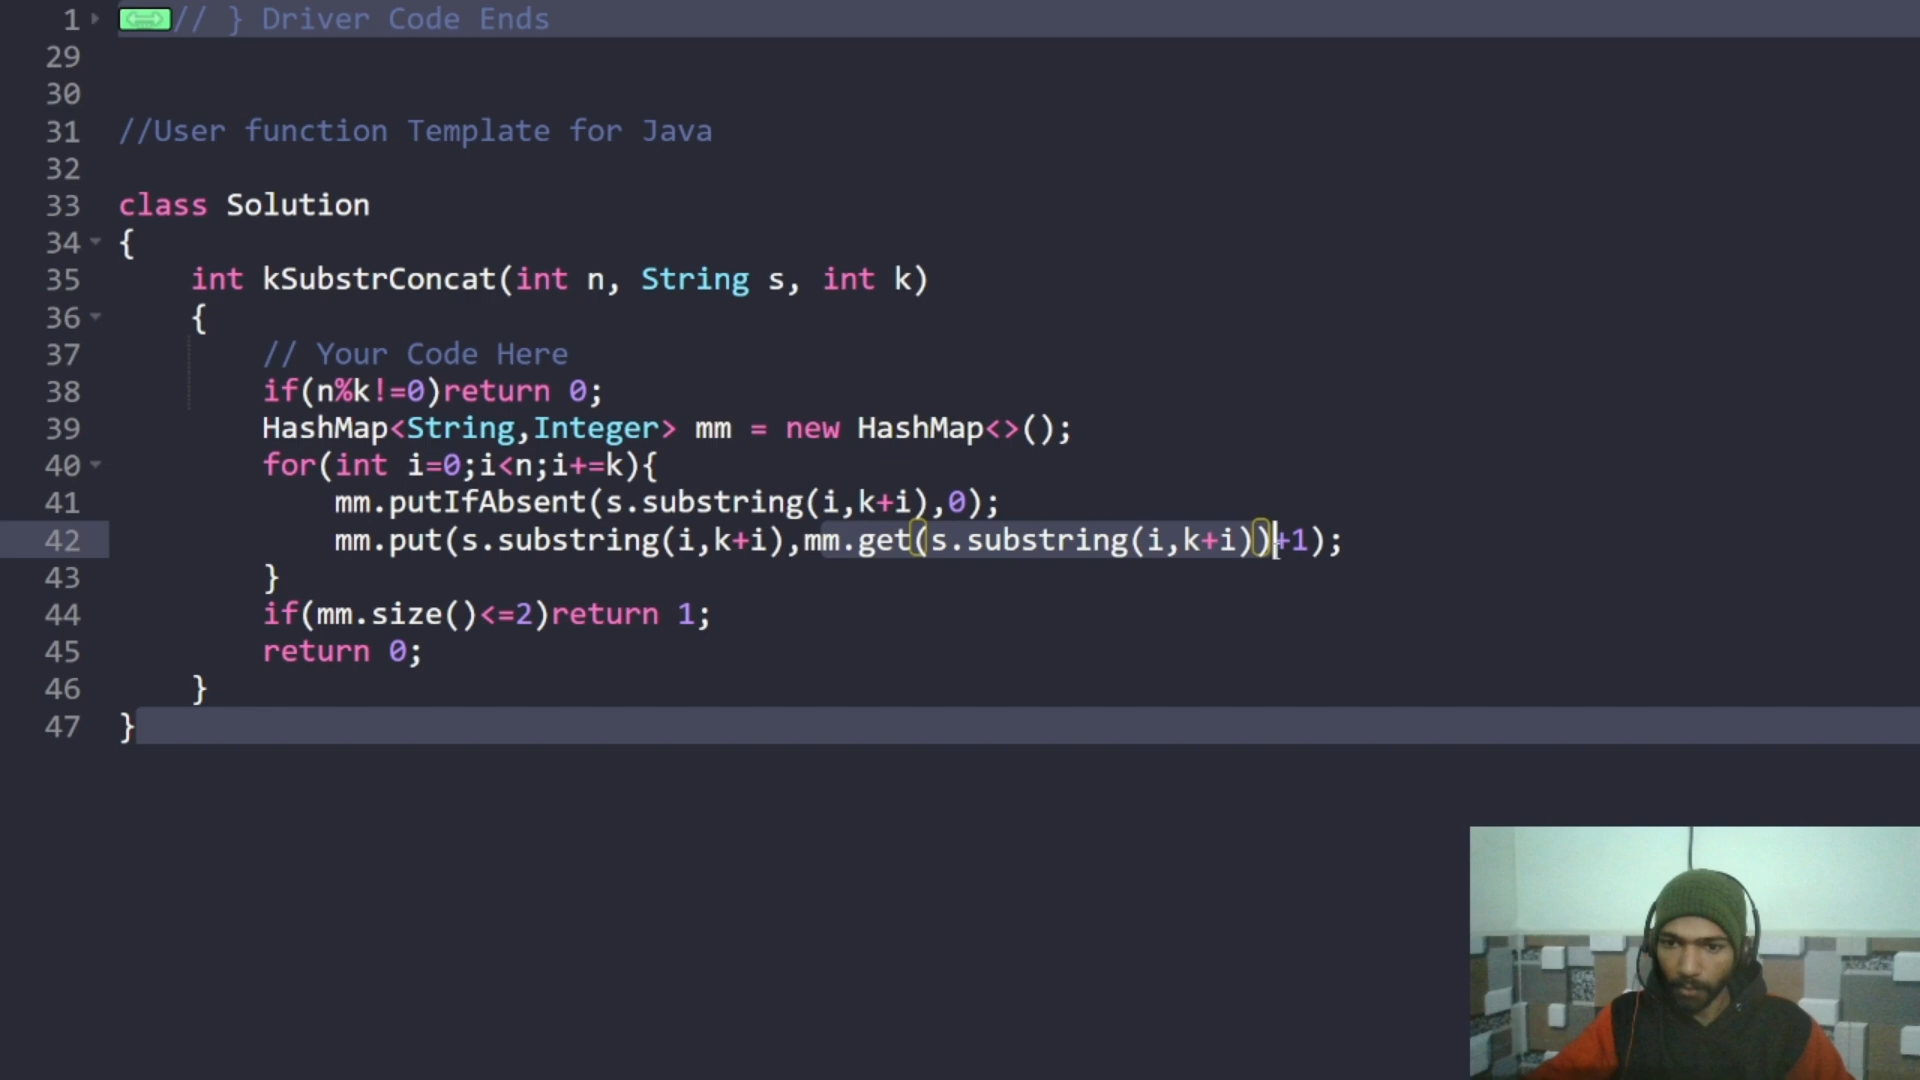 1 // } Driver Code Ends
29
30
31 //User function Template for Java
32
33 class Solution
34 {
35 int kSubstrConcat(int n, String s, int k)
36 {
37 // Your Code Here
38 if(n%k!=0)return 0;
39 HashMap<String,Integer> mm = new HashMap<>();
40 for(int i=0;i<n;i+=k){
41 mm.putIfAbsent(s.substring(i,k+i),0);
42 mm.put(s.substring(i,k+i),mm.get(s.substring(i,k+i))+1);
43 }
44 if(mm.size()<=2)return 1;
45 return 0;
46 }
47 }